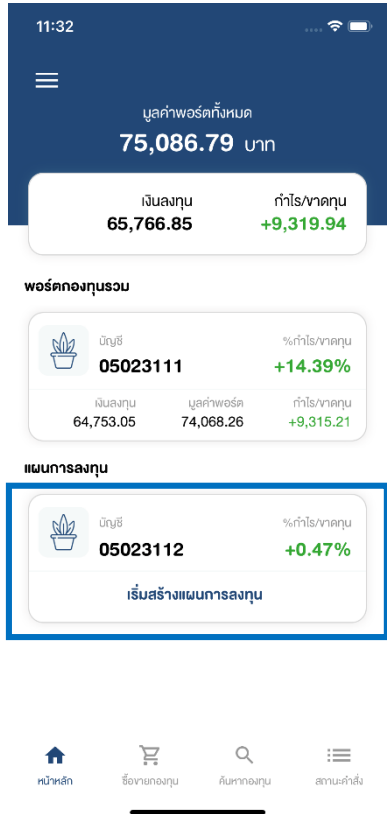 11:32
มูลค่าพอร์ตทั้งหมด
75,086.79 บาท
เงินลงทุน กำไร/ขาดทุน
65,766.85 +9,319.94
พอร์ตกองทุนรวม
บัญชี %กำไร/ขาดทุน
05023111 +14.39%
เงินลงทุน มูลค่าพอร์ต กำไร/ขาดทุน
64,753.05 74,068.26 +9,315.21
แผนการลงทุน
บัญชี %กำไร/ขาดทุน
05023112 +0.47%
เริ่มสร้างแผนการลงทุน
หน้าหลัก ซื้อขายกองทุน ค้นหากองทุน สถานะคำสั่ง